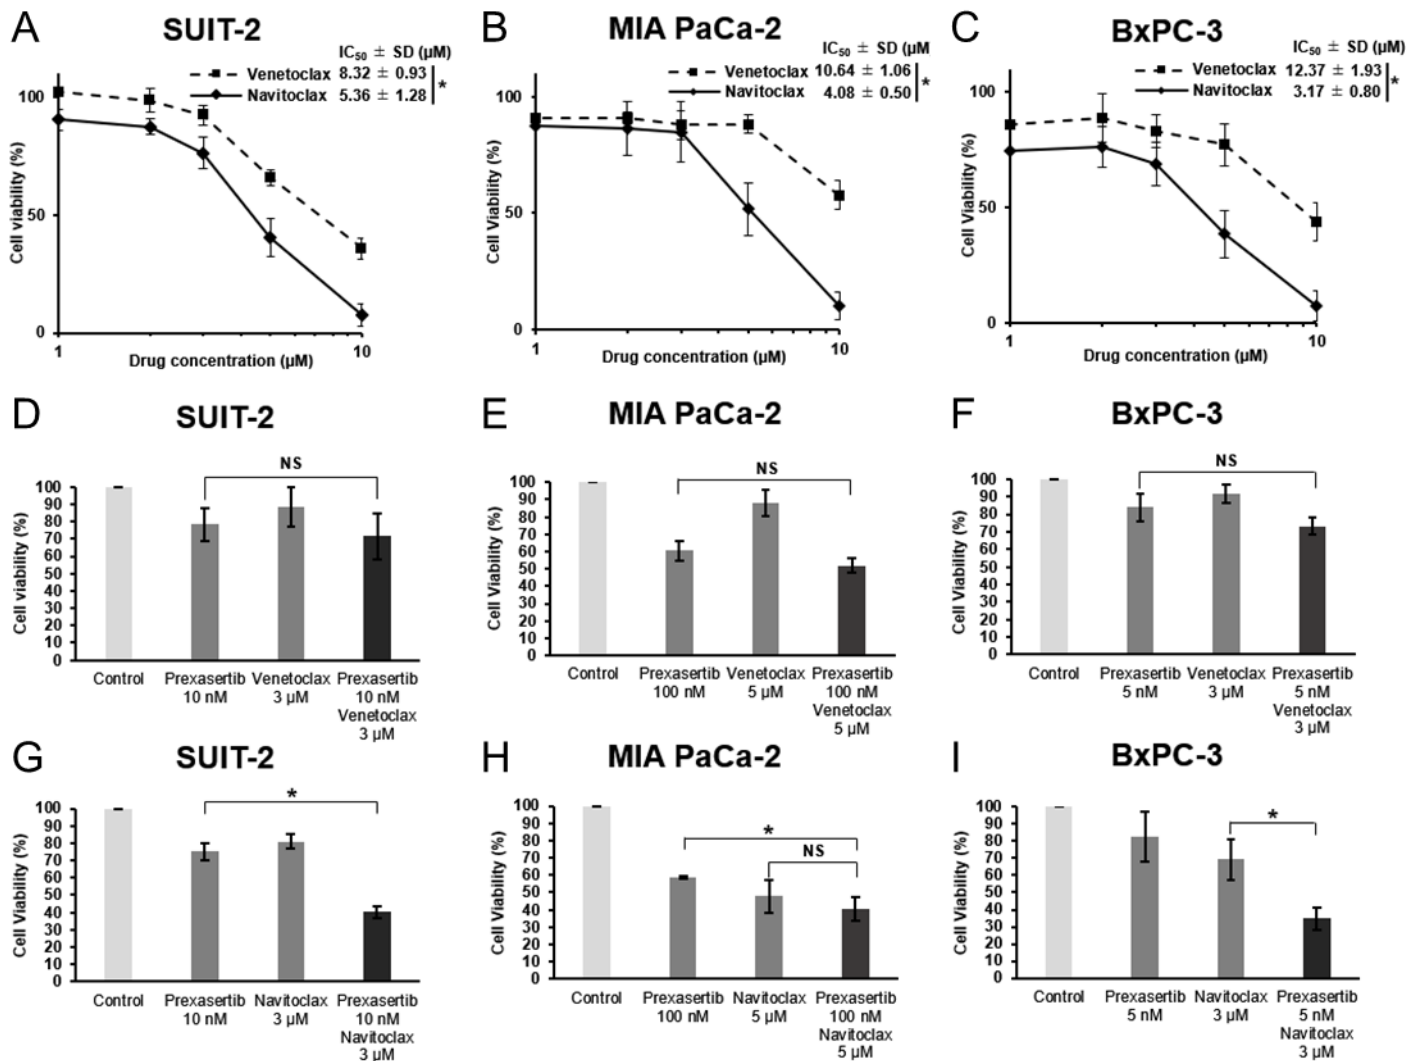 A
SUIT-2
IC50 ± SD (µM)
Venetoclax 8.32 ± 0.93
Navitoclax 5.36 ± 1.28
*
Cell viability (%)
100
50
0
1
10
Drug concentration (µM)
B
MIA PaCa-2
IC50 ± SD (µM
Venetoclax 10.64 ± 1.06
Navitoclax 4.08 ± 0.50
*
Cell viability (%)
100
50
0
1
10
Drug concentration (µM)
C
BxPC-3
IC50 ± SD (µM)
Venetoclax 12.37 ± 1.93
Navitoclax 3.17 ± 0.80
*
Cell Viability (%)
100
50
0
1
10
Drug concentration (µM)
D
SUIT-2
NS
Cell viability (%)
100
90
80
70
60
50
40
30
20
10
0
Control
Prexasertib
10 nM
Venetoclax
3 µM
Prexasertib
10 nM
Venetoclax
3 µM
E
MIA PaCa-2
NS
Cell Viability (%)
100
90
80
70
60
50
40
30
20
10
0
Control
Prexasertib
100 nM
Venetoclax
5 µM
Prexasertib
100 nM
Venetoclax
5 µM
F
BxPC-3
NS
Cell Viability (%)
100
90
80
70
60
50
40
30
20
10
0
Control
Prexasertib
5 nM
Venetoclax
3 µM
Prexasertib
5 nM
Venetoclax
3 µM
G
SUIT-2
*
Cell Viability (%)
100
90
80
70
60
50
40
30
20
10
0
Control
Prexasertib
10 nM
Navitoclax
3 µM
Prexasertib
10 nM
Navitoclax
3 µM
H
MIA PaCa-2
*
NS
Cell Viability (%)
100
90
80
70
60
50
40
30
20
10
0
Control
Prexasertib
100 nM
Navitoclax
5 µM
Prexasertib
100 nM
Navitoclax
5 µM
I
BxPC-3
*
Cell Viability (%)
100
90
80
70
60
50
40
30
20
10
0
Control
Prexasertib
5 nM
Navitoclax
3 µM
Prexasertib
5 nM
Navitoclax
3 µM